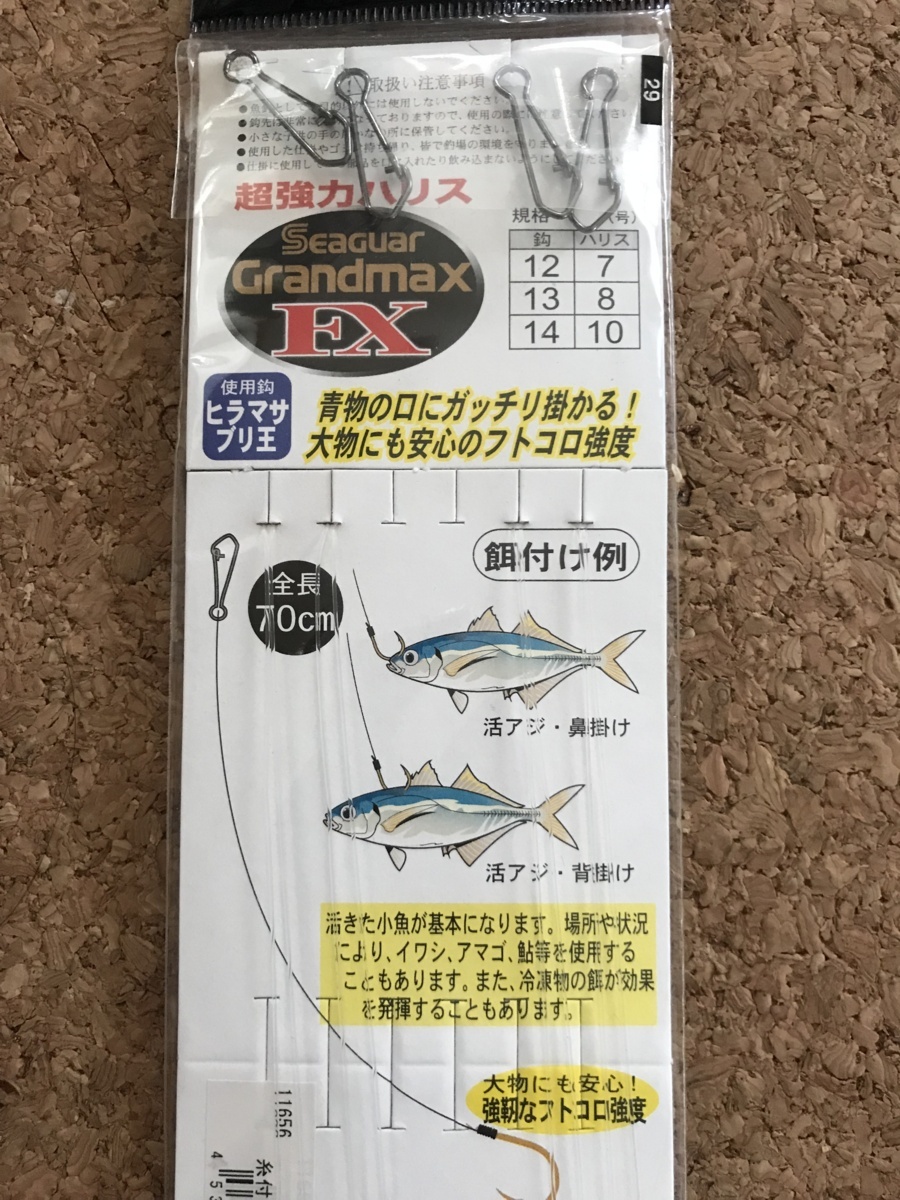 29
取扱い注意事項
超強力ハリス
Seaguar
Grandmax
FX
規格
(号)
鈎 ハリス
12 7
13 8
14 10
使用鈎
ヒラマサ
ブリ王
青物の口にガッチリ掛かる!
大物にも安心のフトコロ強度
餌付け例
全長
70cm
活アジ・鼻掛け
活アジ・背掛け
活きた小魚が基本になります。場所や状況
により、イワシ、アマゴ、鮎等を使用する
こともあります。また、冷凍物の餌が効果
を発揮することもあります。
大物にも安心!
強靭なフトコロ強度
11656
糸付
4 53